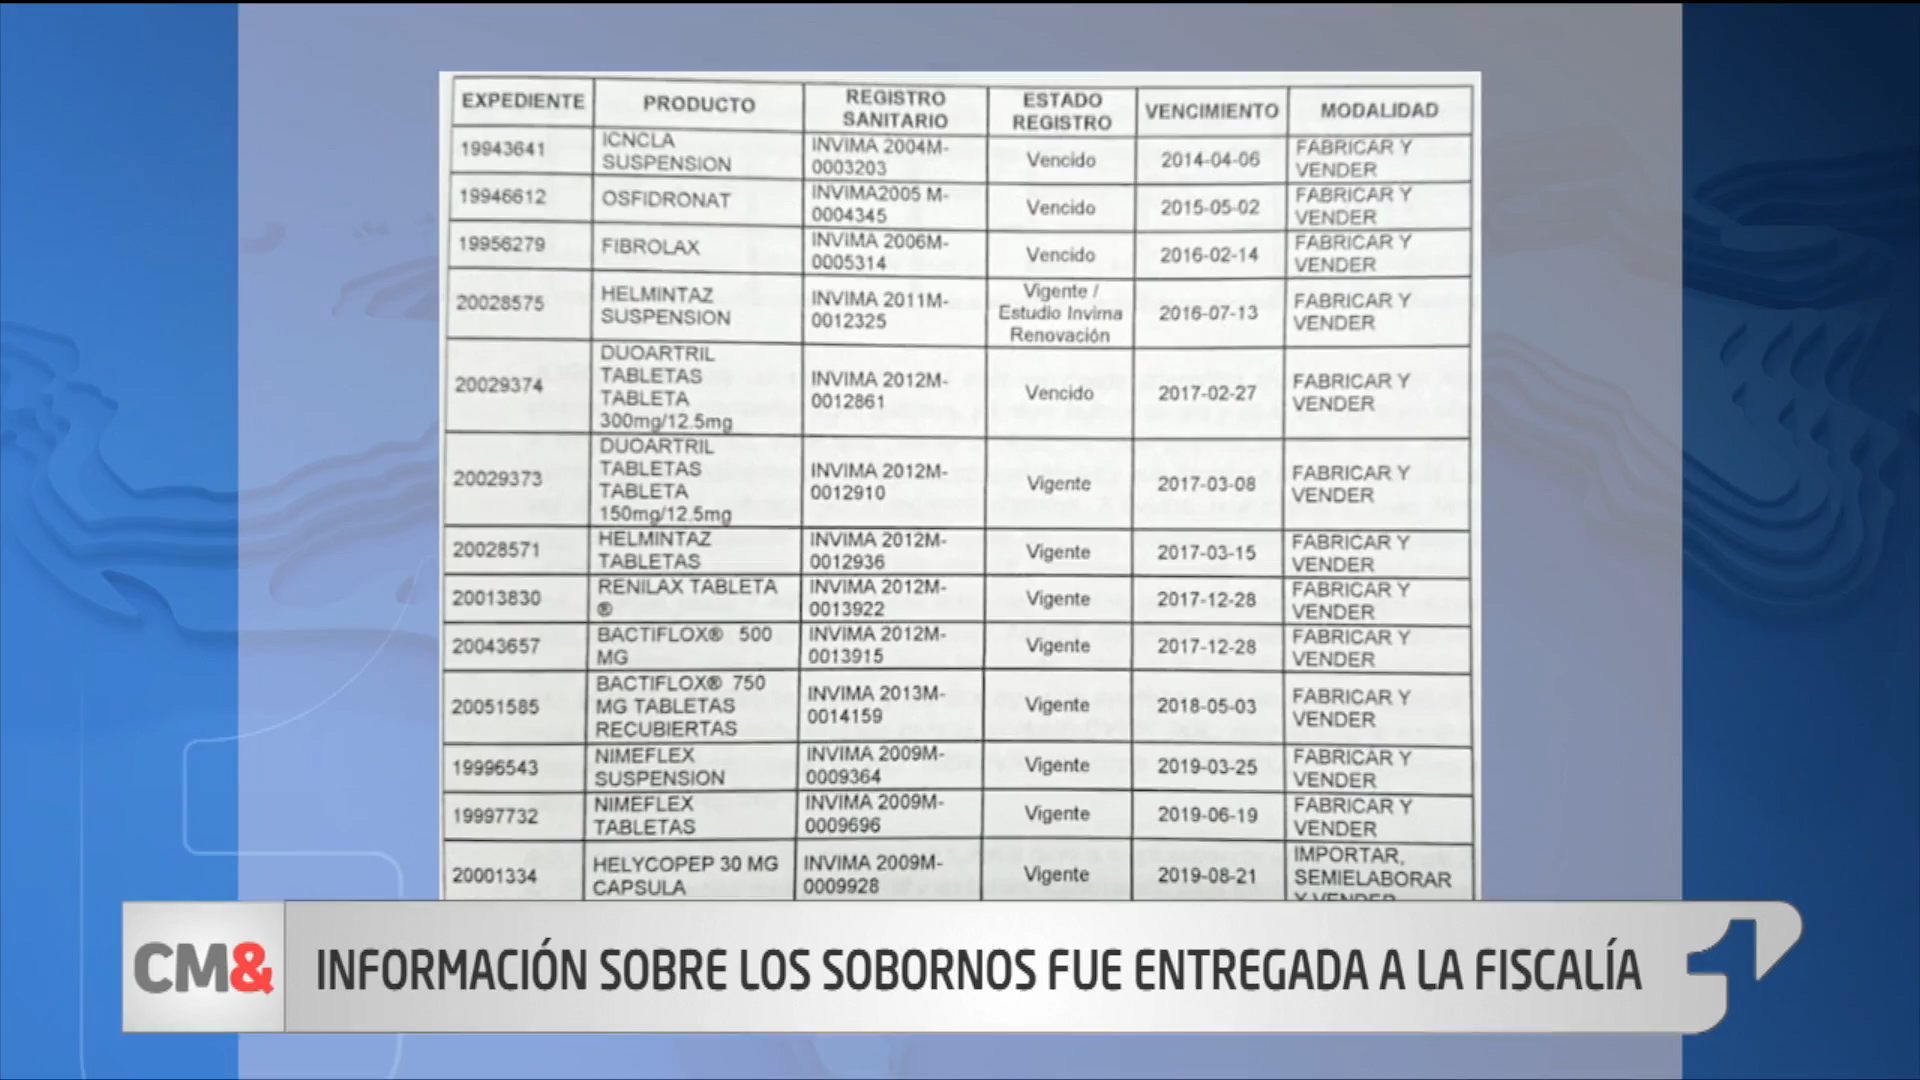 EXPEDIENTE PRODUCTO REGISTRO SANITARIO ESTADO REGISTRO VENCIMIENTO MODALIDAD
19943641 ICNCLA SUSPENSION INVIMA 2004M-0003203 Vencido 2014-04-06 FABRICAR Y VENDER
19946612 OSFIDRONAT INVIMA2005 M-0004345 Vencido 2015-05-02 FABRICAR Y VENDER
19956279 FIBROLAX INVIMA 2006M-0005314 Vencido 2016-02-14 FABRICAR Y VENDER
20028575 HELMINTAZ SUSPENSION INVIMA 2011M-0012325 Vigente / Estudio Invima Renovación 2016-07-13 FABRICAR Y VENDER
20029374 DUOARTRIL TABLETAS TABLETA 300mg/12.5mg INVIMA 2012M-0012861 Vencido 2017-02-27 FABRICAR Y VENDER
20029373 DUOARTRIL TABLETAS TABLETA 150mg/12.5mg INVIMA 2012M-0012910 Vigente 2017-03-08 FABRICAR Y VENDER
20028571 HELMINTAZ TABLETAS INVIMA 2012M-0012936 Vigente 2017-03-15 FABRICAR Y VENDER
20013830 RENILAX TABLETA ® INVIMA 2012M-0013922 Vigente 2017-12-28 FABRICAR Y VENDER
20043657 BACTIFLOX® 500 MG INVIMA 2012M-0013915 Vigente 2017-12-28 FABRICAR Y VENDER
20051585 BACTIFLOX® 750 MG TABLETAS RECUBIERTAS INVIMA 2013M-0014159 Vigente 2018-05-03 FABRICAR Y VENDER
19996543 NIMEFLEX SUSPENSION INVIMA 2009M-0009364 Vigente 2019-03-25 FABRICAR Y VENDER
19997732 NIMEFLEX TABLETAS INVIMA 2009M-0009696 Vigente 2019-06-19 FABRICAR Y VENDER
20001334 HELYCOPEP 30 MG CAPSULA INVIMA 2009M-0009928 Vigente 2019-08-21 IMPORTAR, SEMIELABORAR Y VENDER
CM& INFORMACIÓN SOBRE LOS SOBORNOS FUE ENTREGADA A LA FISCALÍA 1